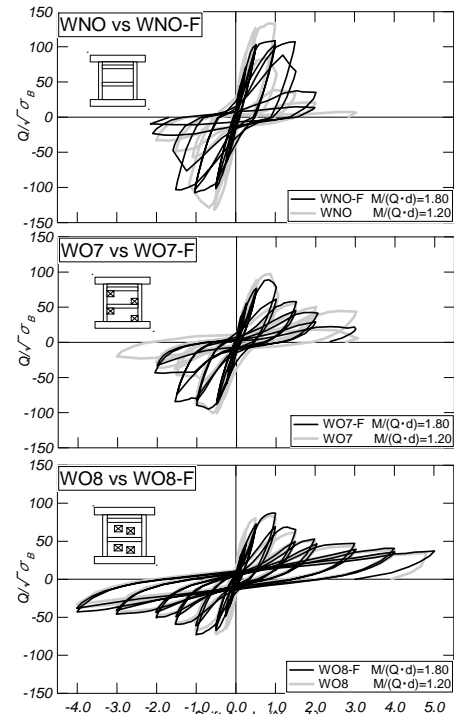 WNO vs WNO-F
150
100
50
0
-50
-100
-150
Q/√σB
WNO-F M/(Q・d)=1.80
WNO M/(Q・d)=1.20
WO7 vs WO7-F
150
100
50
0
50
-100
-150
Q/√σB
WO7-F M/(Q・d)=1.80
WO7 M/(Q・d)=1.20
WO8 vs WO8-F
150
100
50
0
-50
-100
-150
Q/√σB
WO8-F M/(Q・d)=1.80
WO8 M/(Q・d)=1.20
-4.0 -3.0 -2.0 -1.0 0.0 1.0 2.0 3.0 4.0 5.0